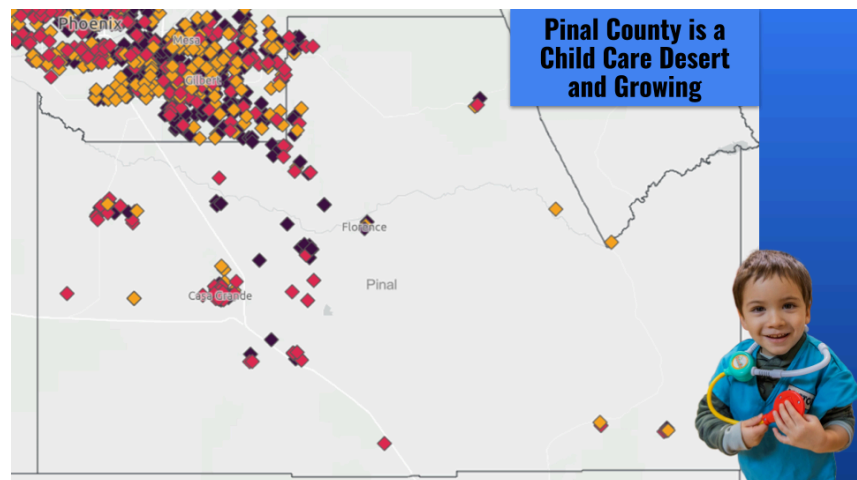 Pinal County is a
Child Care Desert
and Growing
Phoenix
Mesa
Gilbert
Florence
Pinal
Casa Grande